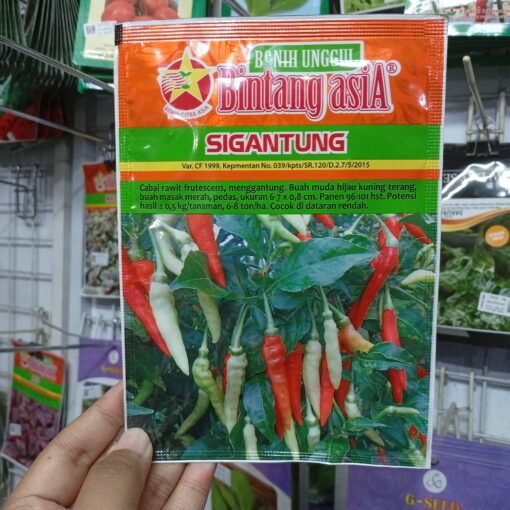 BENIH UNGGUL
Bintang asiA®
SIGANTUNG
Var. CF 1999, Kepmentan No. 039/kpts/SR.120/D.2.7/5/2015
Cabai rawit frutescens, menggantung. Buah muda hijau kuning terang,
buah masak merah, pedas, ukuran 6-7 x 0,8 cm. Panen 96-101 hst. Potensi
hasil ± 0,5 kg/tanaman, 6-8 ton/ha. Cocok di dataran rendah.
Bintang asiA
G-SEED